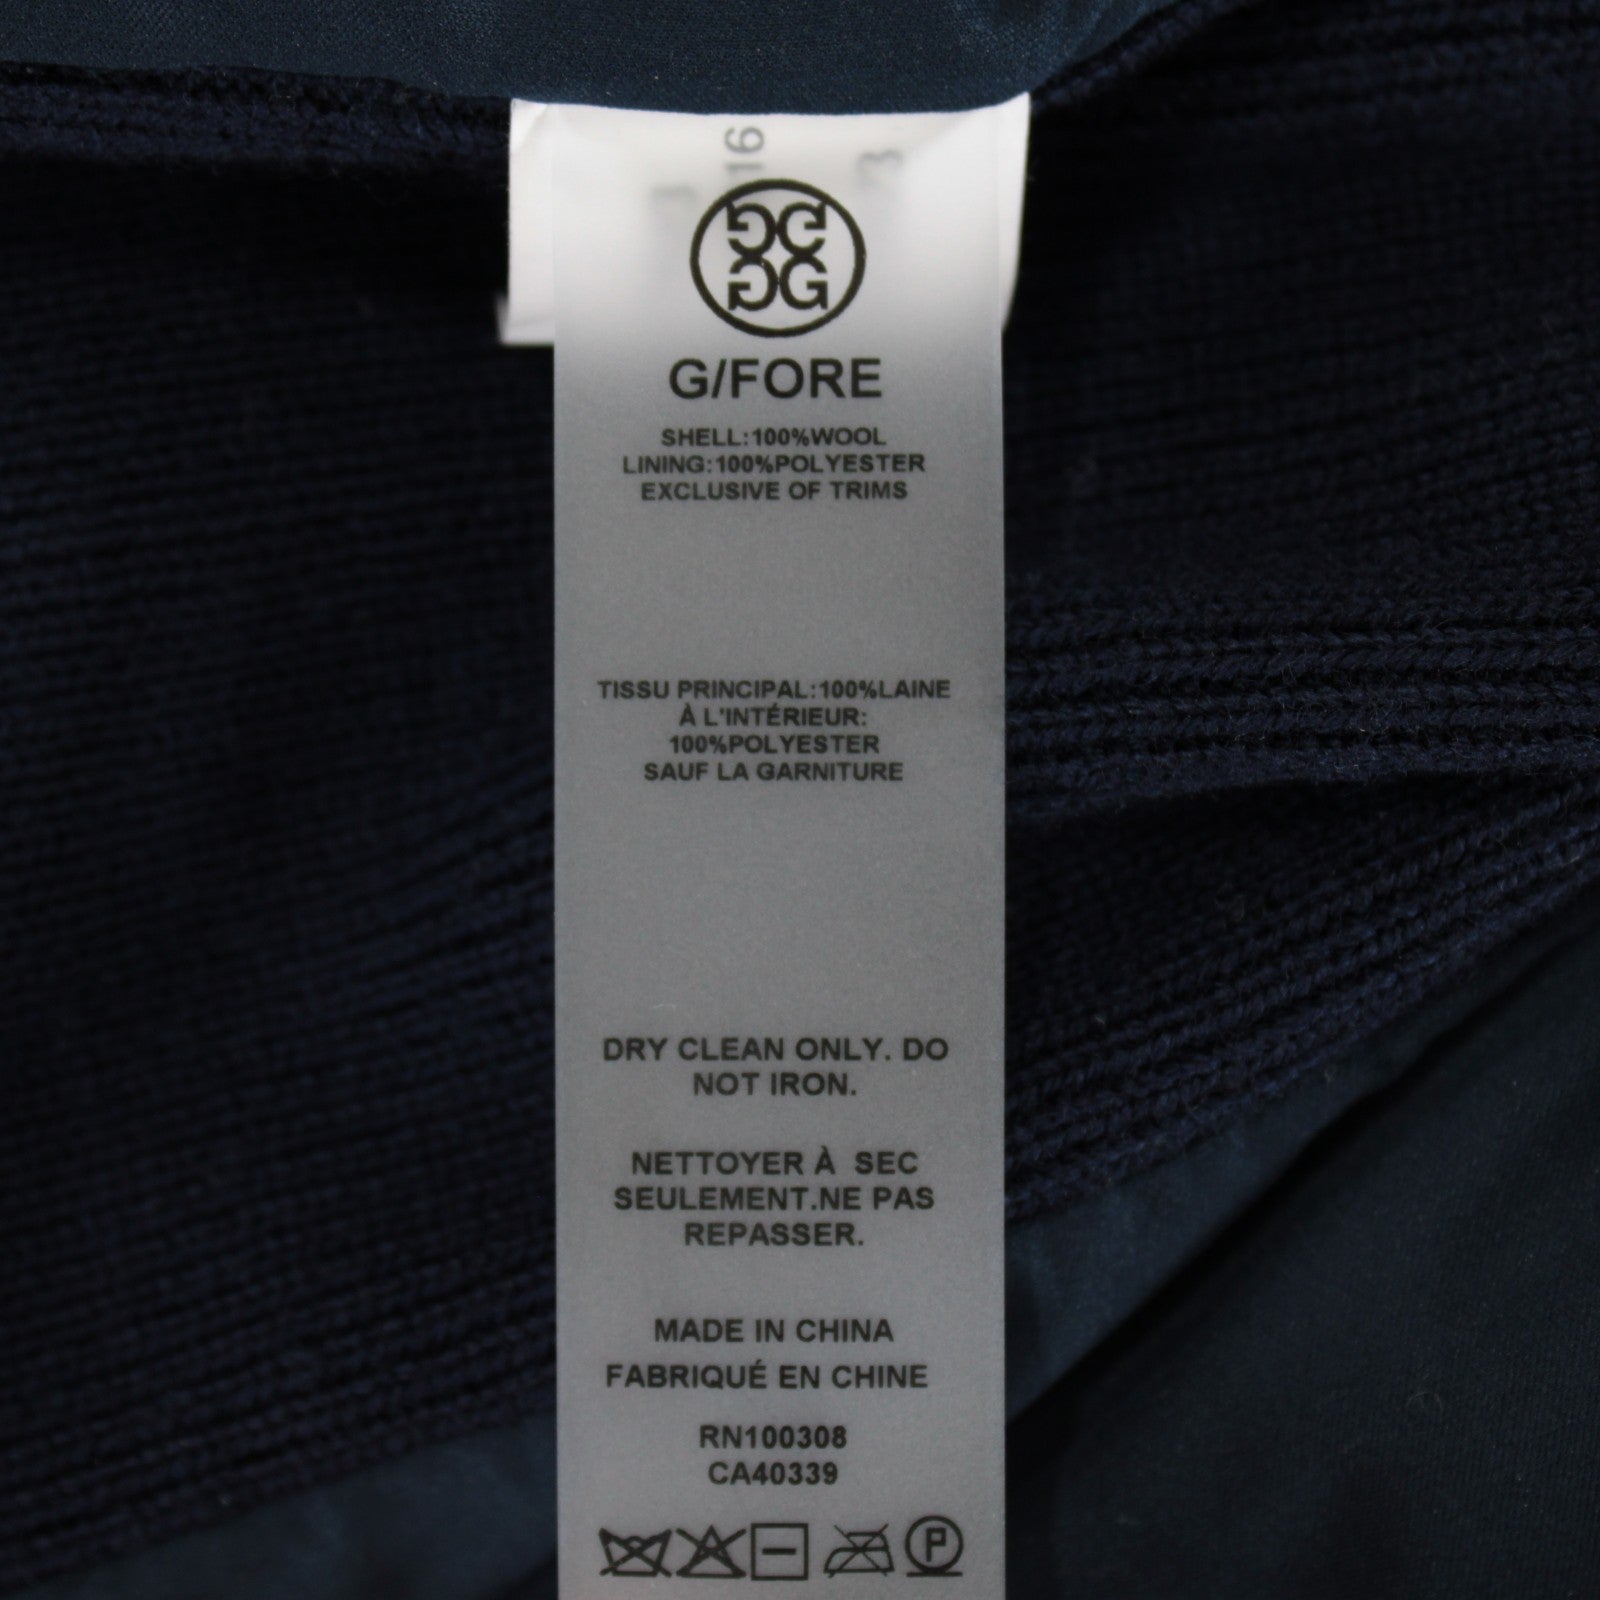 16
G/FORE
SHELL:100%WOOL
LINING:100%POLYESTER
EXCLUSIVE OF TRIMS
TISSU PRINCIPAL:100%LAINE
À L'INTÉRIEUR:
100%POLYESTER
SAUF LA GARNITURE
DRY CLEAN ONLY. DO
NOT IRON.
NETTOYER À SEC
SEULEMENT.NE PAS
REPASSER.
MADE IN CHINA
FABRIQUÉ EN CHINE
RN100308
CA40339
P